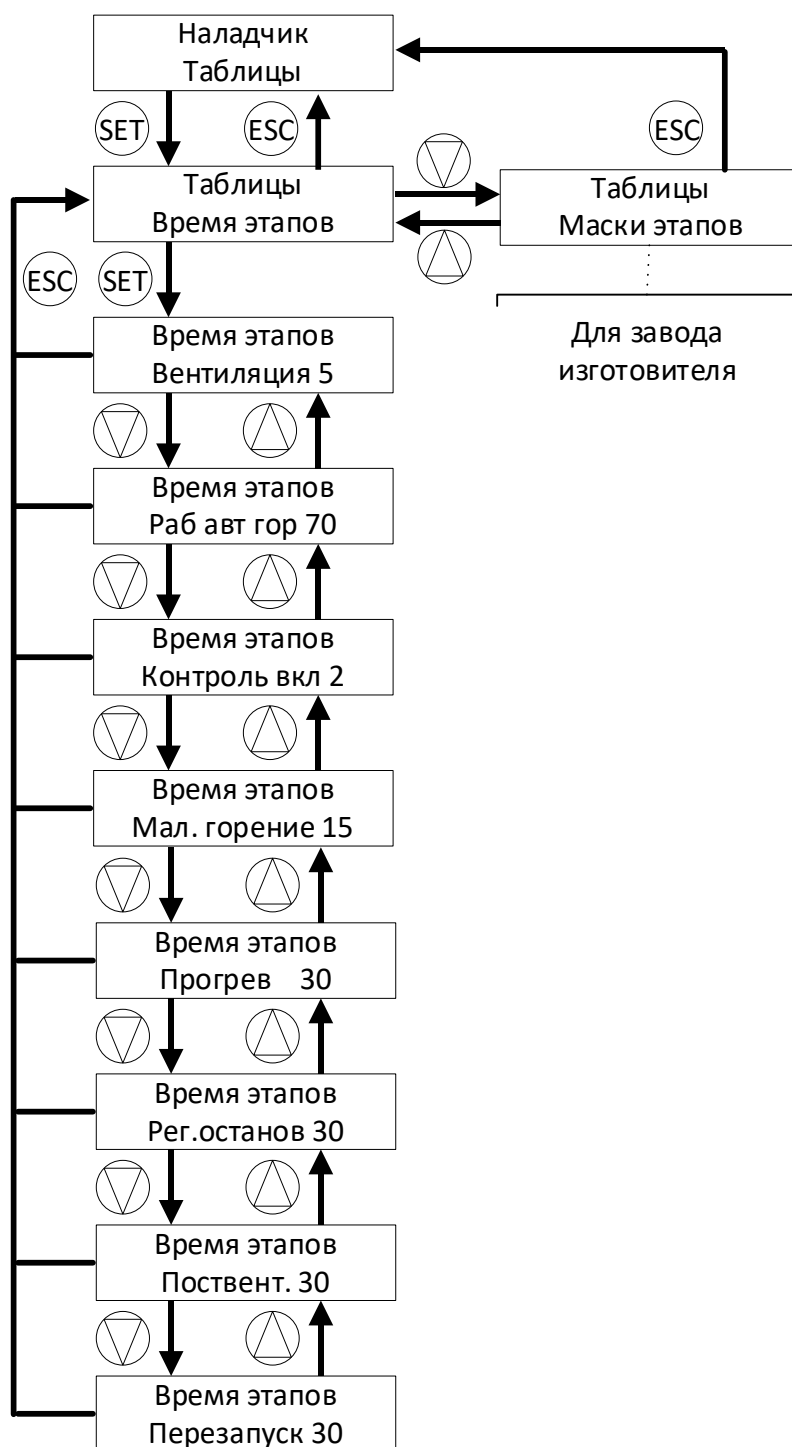 Наладчик
Таблицы
SET
ESC
ESC
Таблицы
Время этапов
Таблицы
Маски этапов
ESC
SET
Время этапов
Вентиляция 5
Для завода
изготовителя
Время этапов
Раб авт гор 70
Время этапов
Контроль вкл 2
Время этапов
Мал. горение 15
Время этапов
Прогрев 30
Время этапов
Рег.останов 30
Время этапов
Поствент. 30
Время этапов
Перезапуск 30